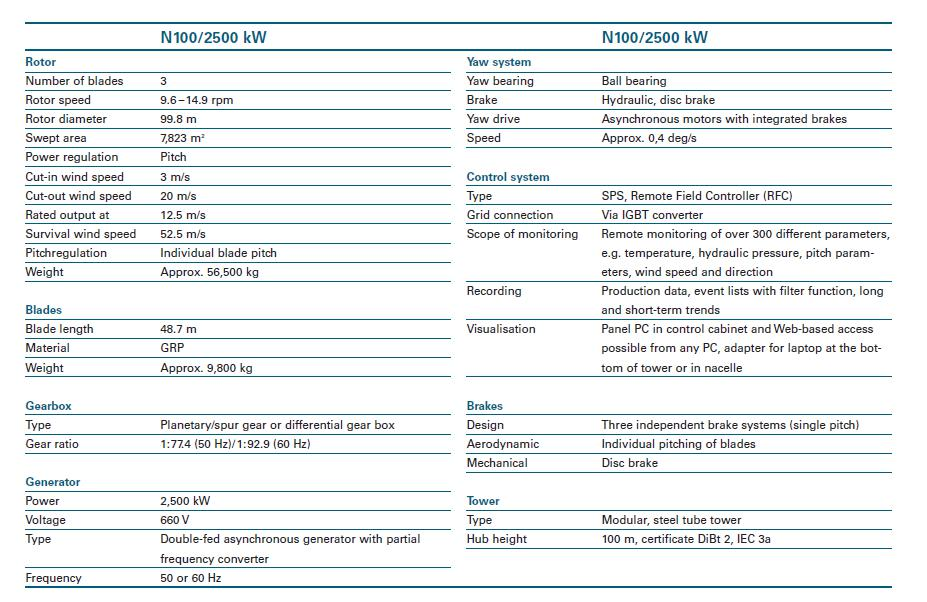 N100/2500 kW
Rotor
Number of blades 3
Rotor speed 9.6–14.9 rpm
Rotor diameter 99.8 m
Swept area 7,823 m²
Power regulation Pitch
Cut-in wind speed 3 m/s
Cut-out wind speed 20 m/s
Rated output at 12.5 m/s
Survival wind speed 52.5 m/s
Pitchregulation Individual blade pitch
Weight Approx. 56,500 kg
Blades
Blade length 48.7 m
Material GRP
Weight Approx. 9,800 kg
Gearbox
Type Planetary/spur gear or differential gear box
Gear ratio 1:77.4 (50 Hz)/1:92.9 (60 Hz)
Generator
Power 2,500 kW
Voltage 660 V
Type Double-fed asynchronous generator with partial
frequency converter
Frequency 50 or 60 Hz
N100/2500 kW
Yaw system
Yaw bearing Ball bearing
Brake Hydraulic, disc brake
Yaw drive Asynchronous motors with integrated brakes
Speed Approx. 0,4 deg/s
Control system
Type SPS, Remote Field Controller (RFC)
Grid connection Via IGBT converter
Scope of monitoring Remote monitoring of over 300 different parameters,
e.g. temperature, hydraulic pressure, pitch param-
eters, wind speed and direction
Recording Production data, event lists with filter function, long
and short-term trends
Visualisation Panel PC in control cabinet and Web-based access
possible from any PC, adapter for laptop at the bot-
tom of tower or in nacelle
Brakes
Design Three independent brake systems (single pitch)
Aerodynamic Individual pitching of blades
Mechanical Disc brake
Tower
Type Modular, steel tube tower
Hub height 100 m, certificate DiBt 2, IEC 3a